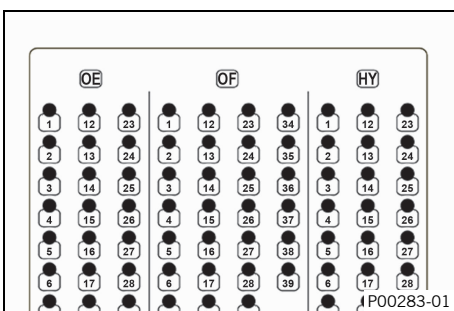 OE OF HY
1 12 23 1 12 23 34 1 12 23
2 13 24 2 13 24 35 2 13 24
3 14 25 3 14 25 36 3 14 25
4 15 26 4 15 26 37 4 15 26
5 16 27 5 16 27 38 5 16 27
6 17 28 6 17 28 39 6 17 28
P00283-01